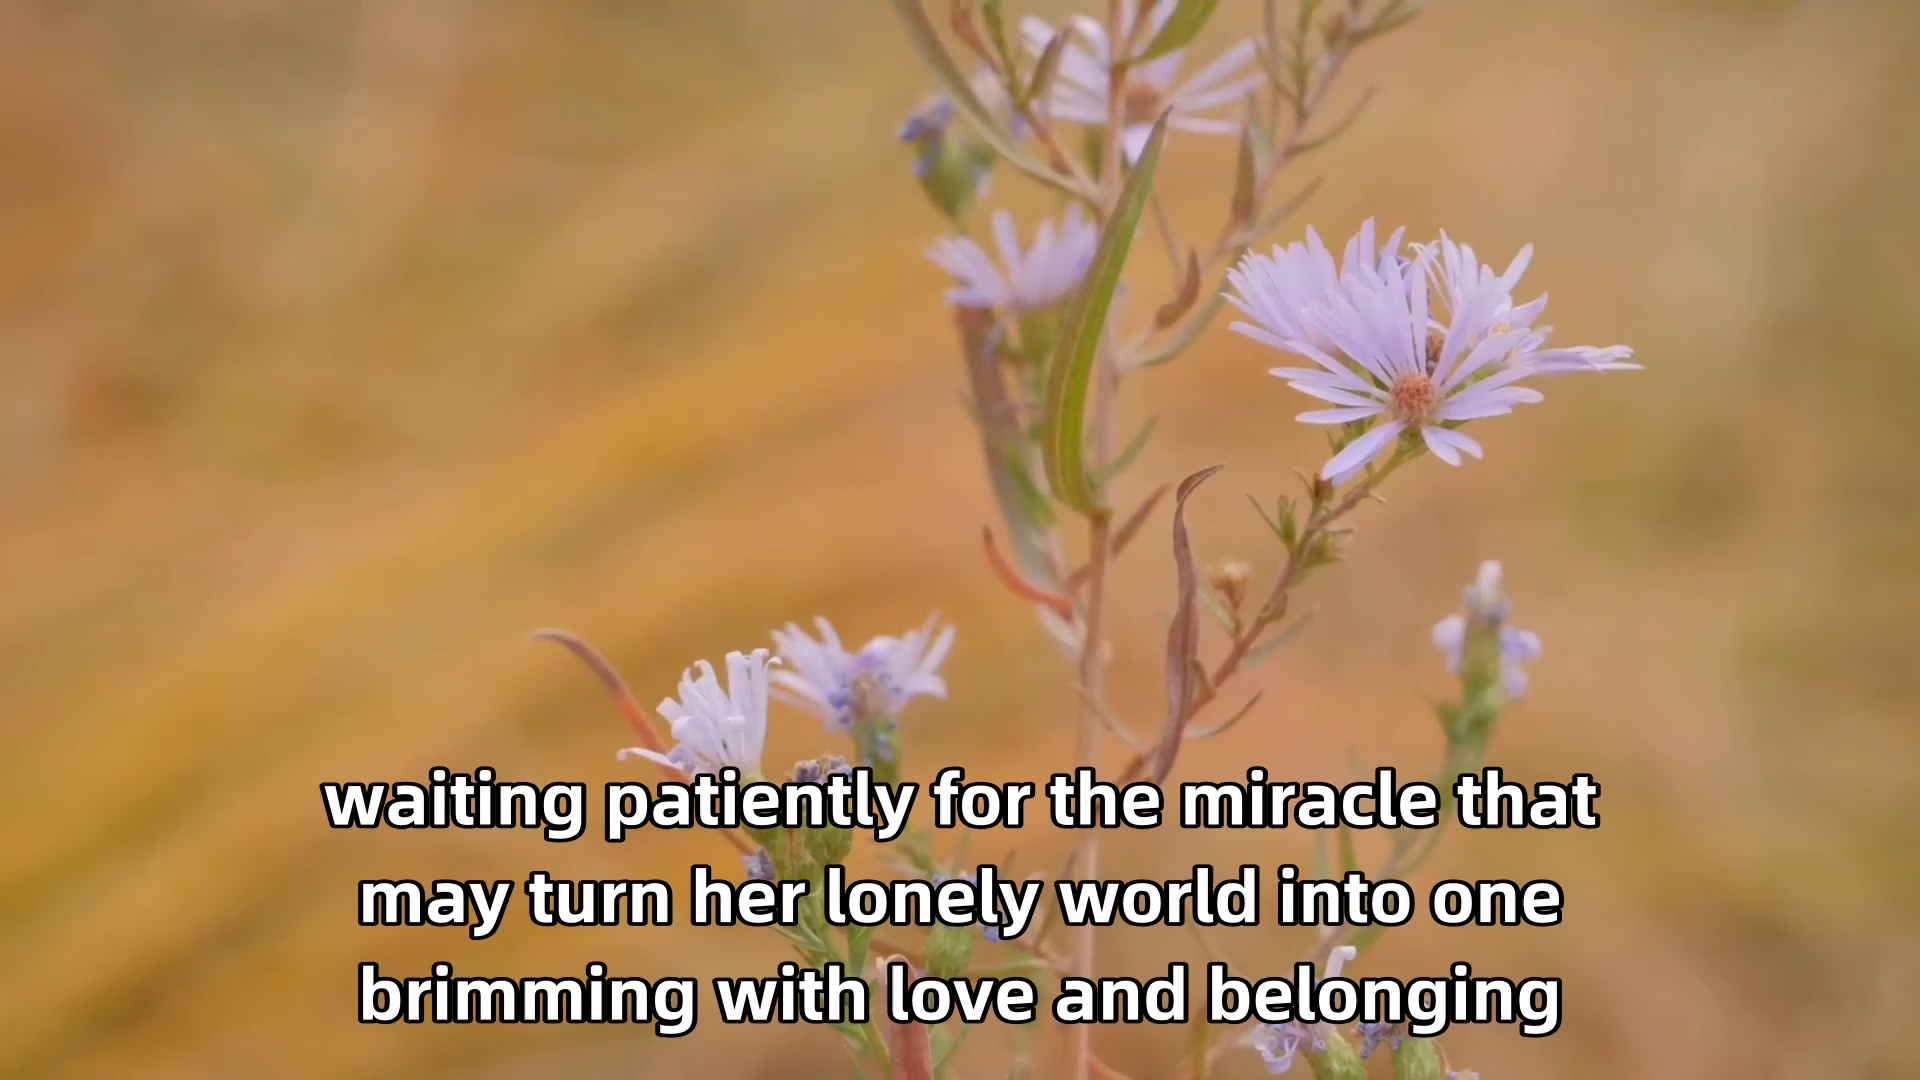 waiting patiently for the miracle that
may turn her lonely world into one
brimming with love and belonging